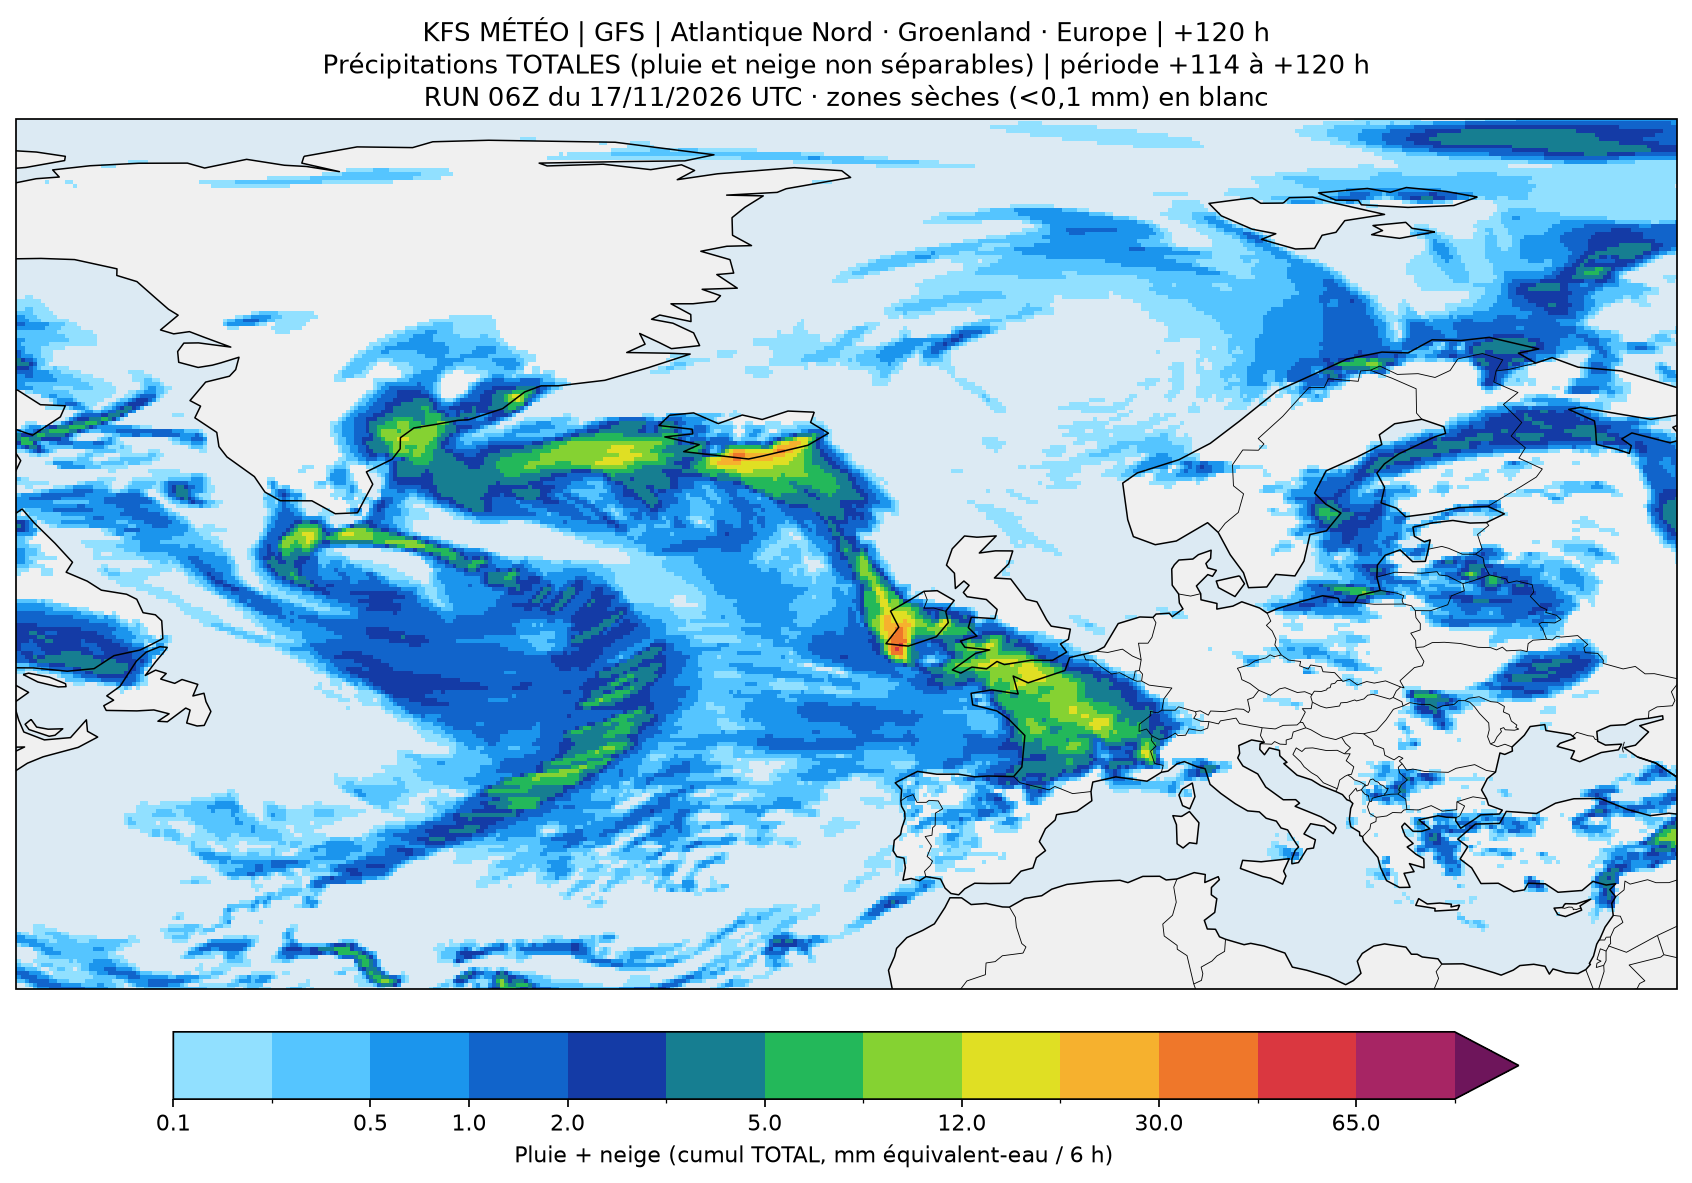 KFS MÉTÉO | GFS | Atlantique Nord · Groenland · Europe | +120 h
Précipitations TOTALES (pluie et neige non séparables) | période +114 à +120 h
RUN 06Z du 17/11/2026 UTC · zones sèches (<0,1 mm) en blanc
0.1 0.5 1.0 2.0 5.0 12.0 30.0 65.0
Pluie + neige (cumul TOTAL, mm équivalent-eau / 6 h)